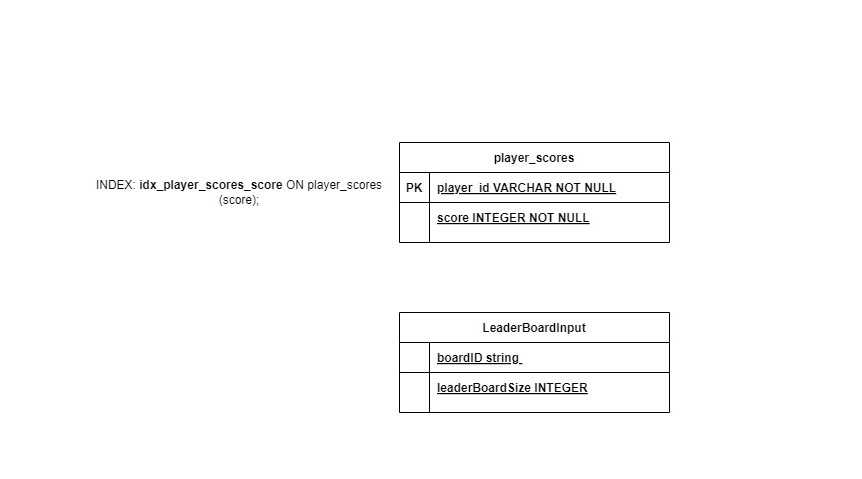 player_scores
INDEX: idx_player_scores_score ON player_scores
(score);
PK player_id VARCHAR NOT NULL
score INTEGER NOT NULL
LeaderBoardInput
boardID string
leaderBoardSize INTEGER